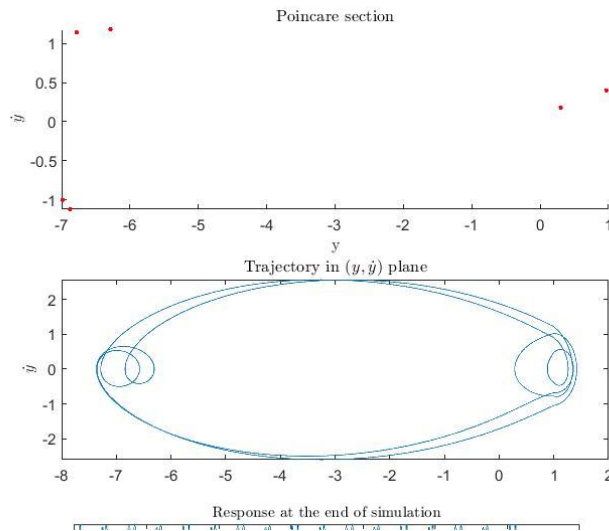 Poincare section
1
0.5
0
-0.5
-1
ẏ
-7 -6 -5 -4 -3 -2 -1 0 1
y
Trajectory in (y, ẏ) plane
2
1
0
-1
-2
ẏ
-8 -7 -6 -5 -4 -3 -2 -1 0 1 2
Response at the end of simulation